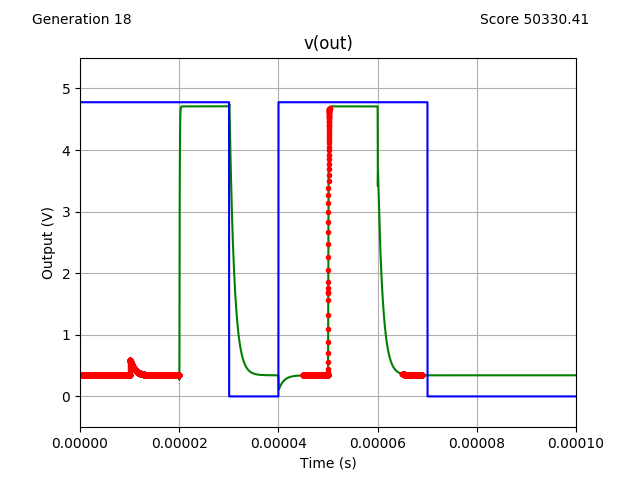 Generation 18
Score 50330.41
v(out)
Output (V)
5
4
3
2
1
0
0.00000
0.00002
0.00004
0.00006
0.00008
0.00010
Time (s)